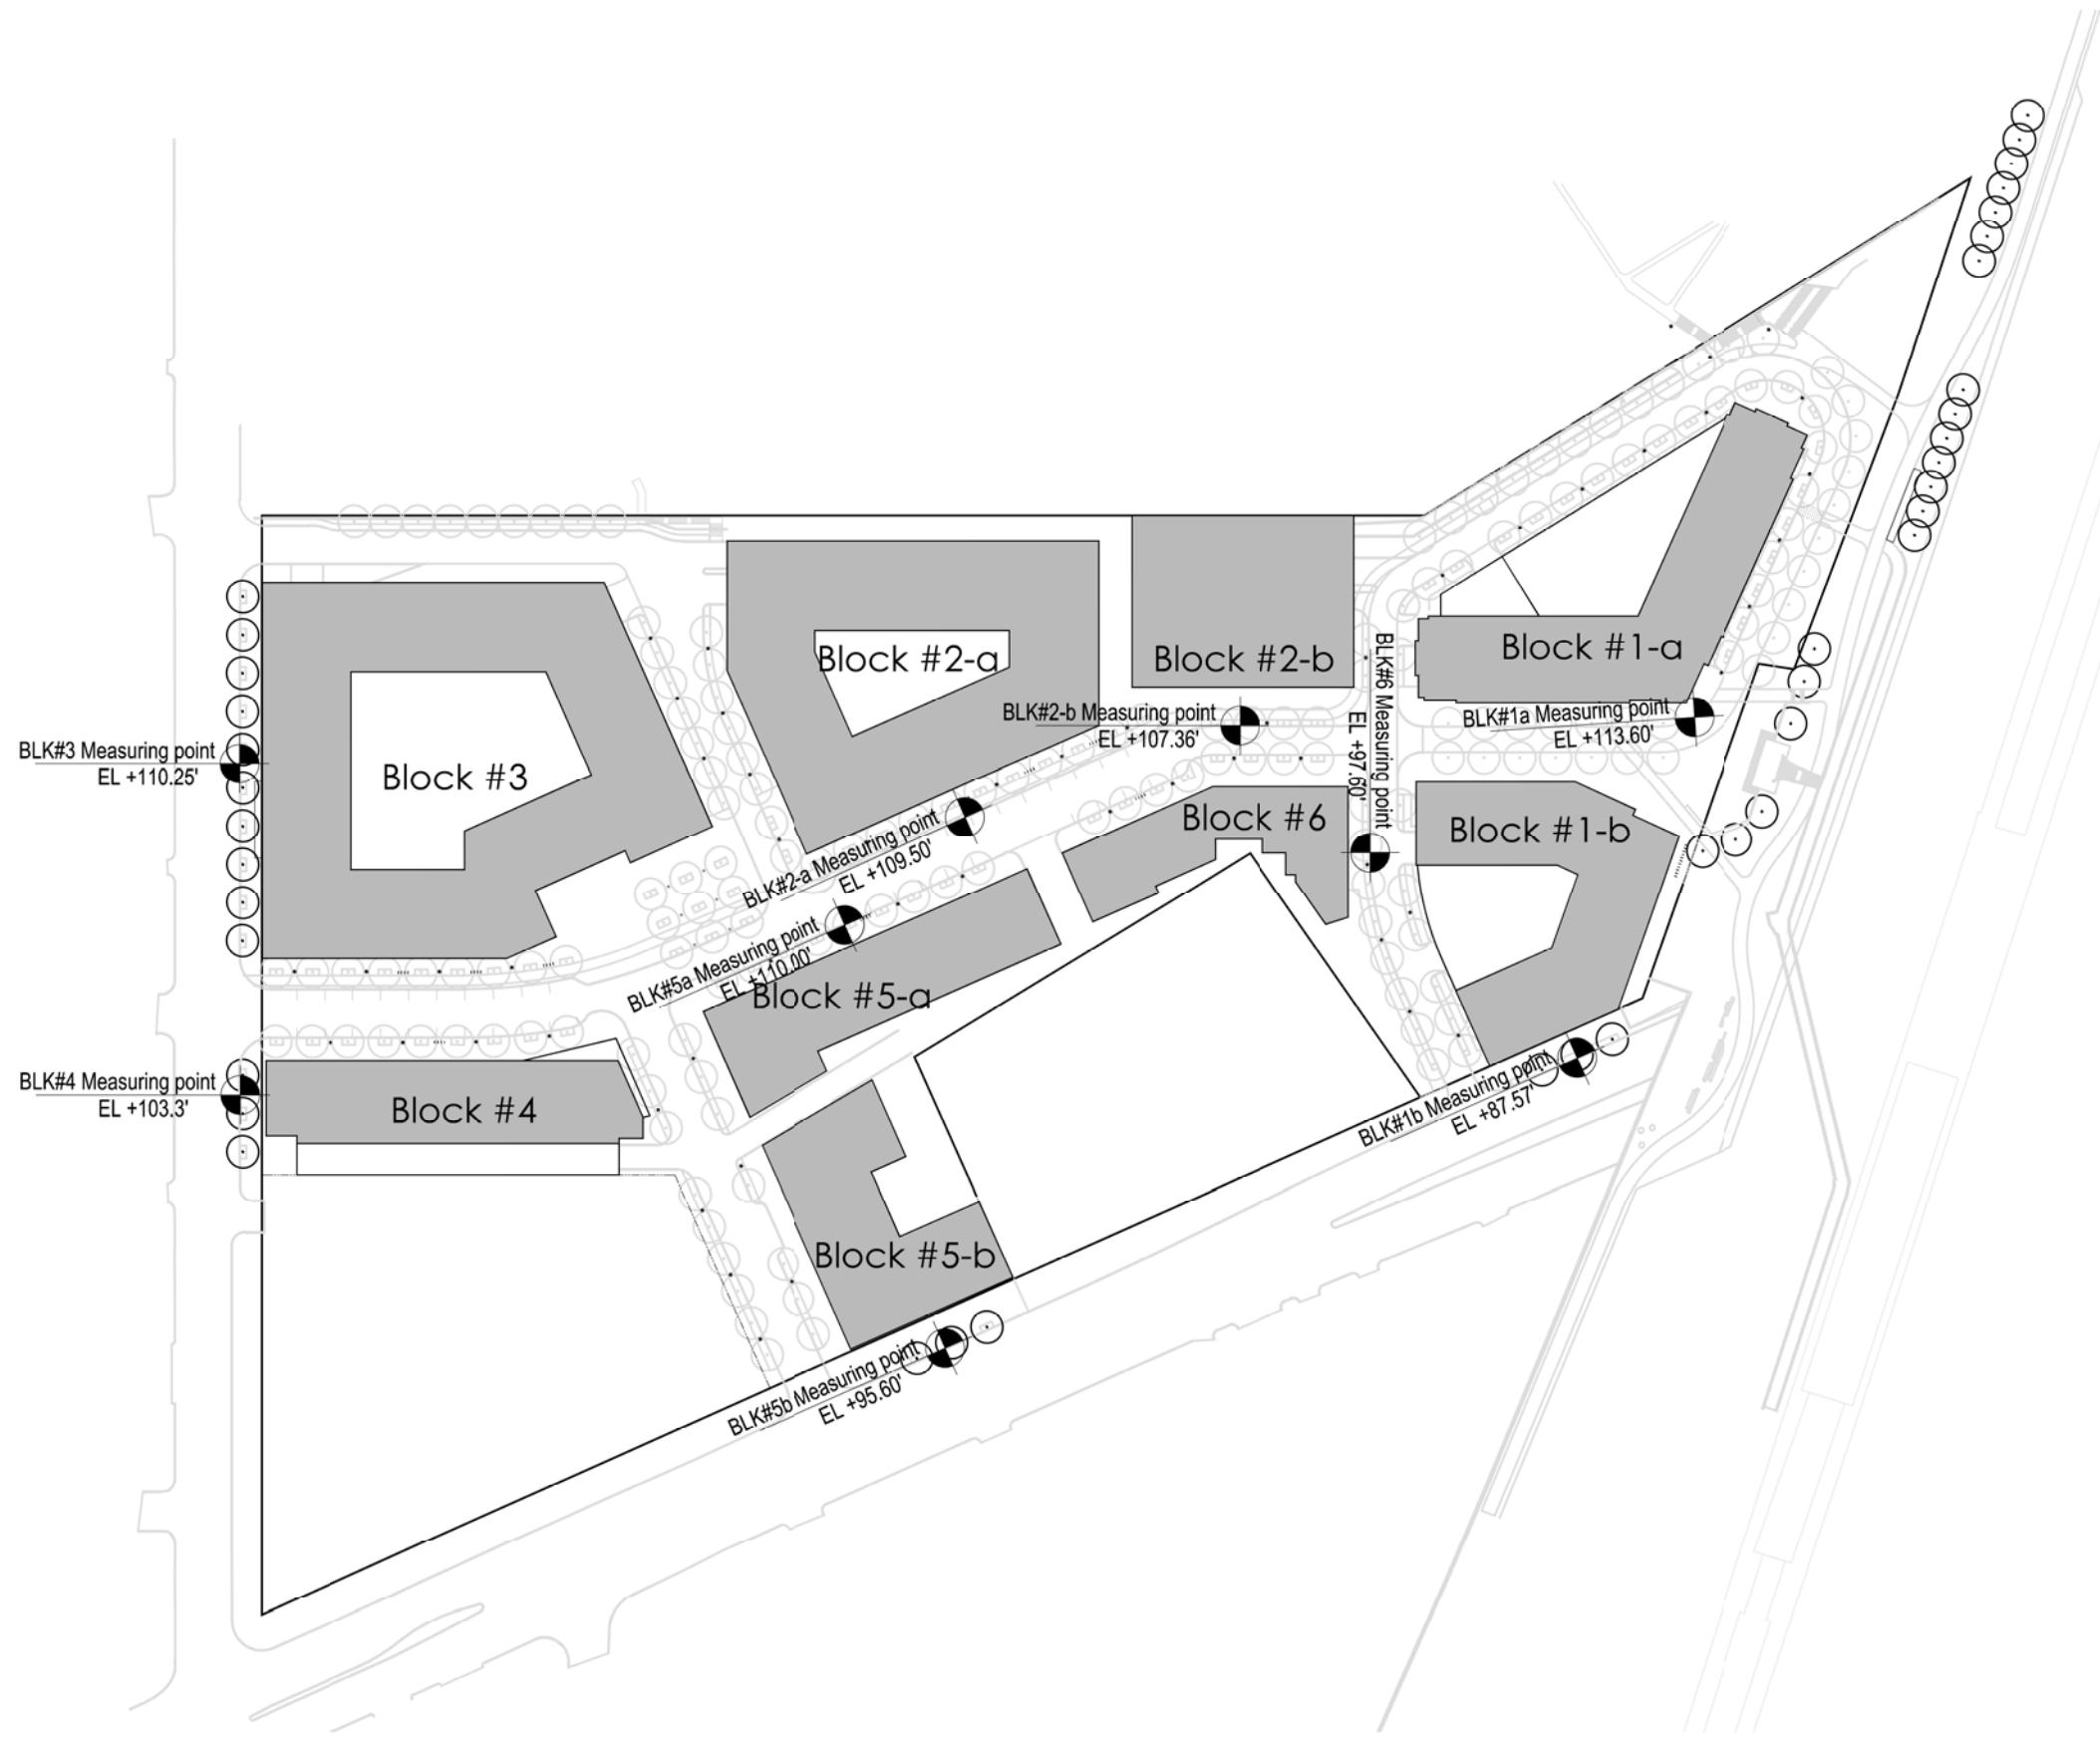 Block #2-a
Block #2-b
Block #1-a
BLK#2-b Measuring point
EL +107.36'
BLK#6 Measuring point
EL +97.60'
BLK#1a Measuring point
EL +113.60'
BLK#3 Measuring point
EL +110.25'
Block #3
Block #6
Block #1-b
BLK#2-a Measuring point
EL +109.50'
BLK#5a Measuring point
EL +110.00'
Block #5-a
BLK#4 Measuring point
EL +103.3'
Block #4
BLK#1b Measuring point
EL +87.57'
Block #5-b
BLK#5b Measuring point
EL +95.60'